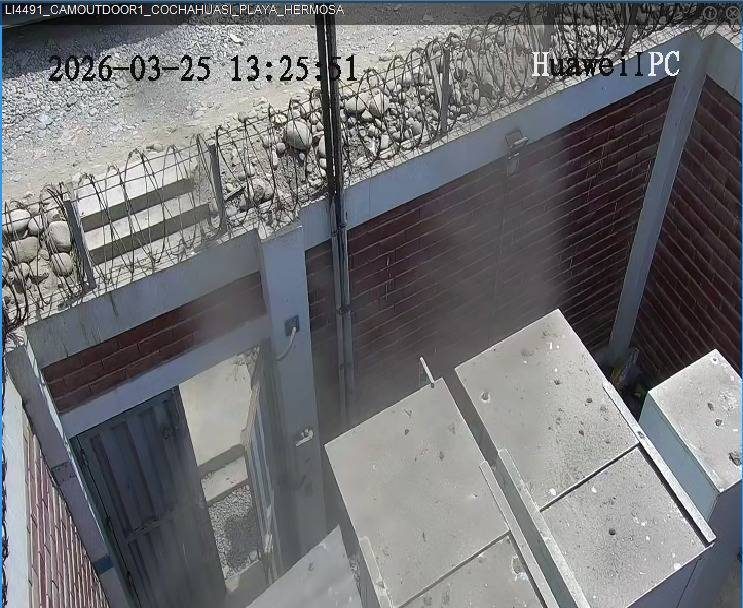 LI4491_CAMOUTDOOR1_COCHAHUASI_PLAYA_HERMOSA
2026-03-25 13:25:51
HuaweiIPC